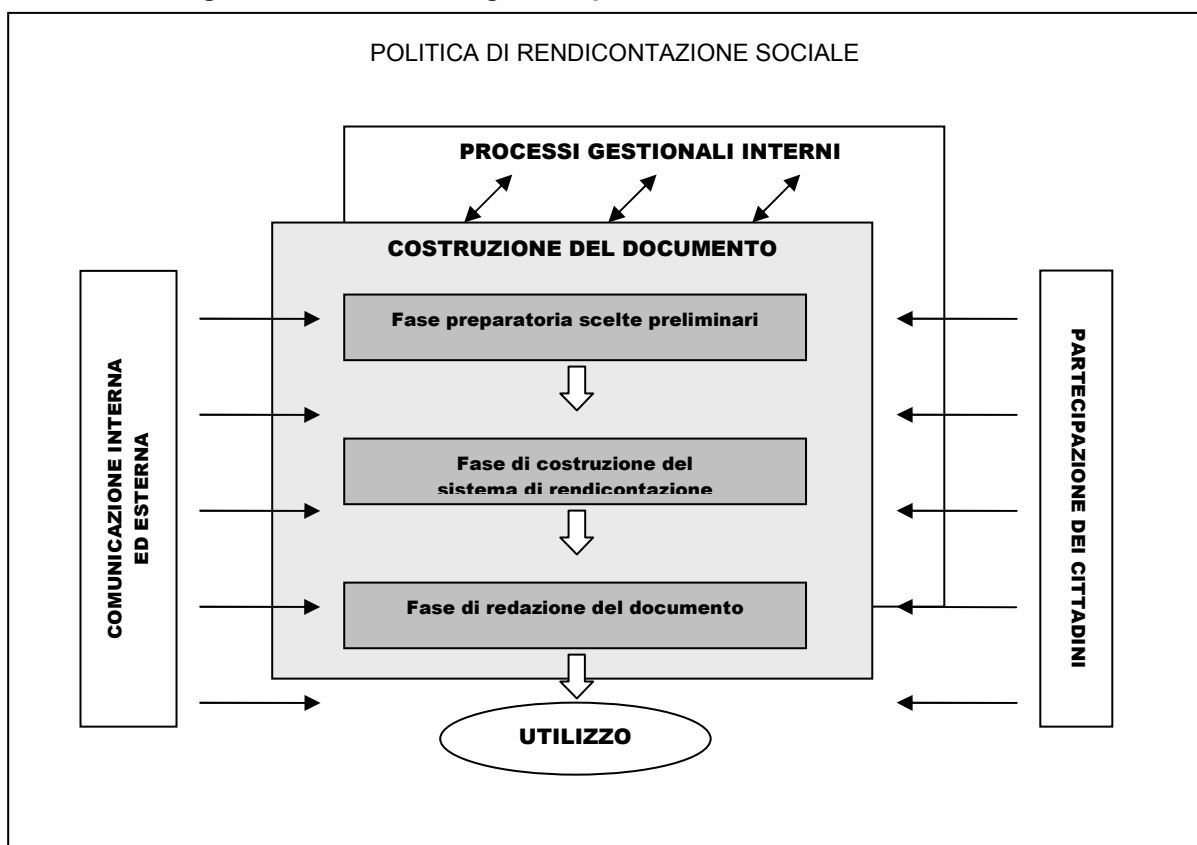 POLITICA DI RENDICONTAZIONE SOCIALE
PROCESSI GESTIONALI INTERNI
COSTRUZIONE DEL DOCUMENTO
Fase preparatoria scelte preliminari
Fase di costruzione del
sistema di rendicontazione
Fase di redazione del documento
UTILIZZO
COMUNICAZIONE INTERNA
ED ESTERNA
PARTECIPAZIONE DEI CITTADINI